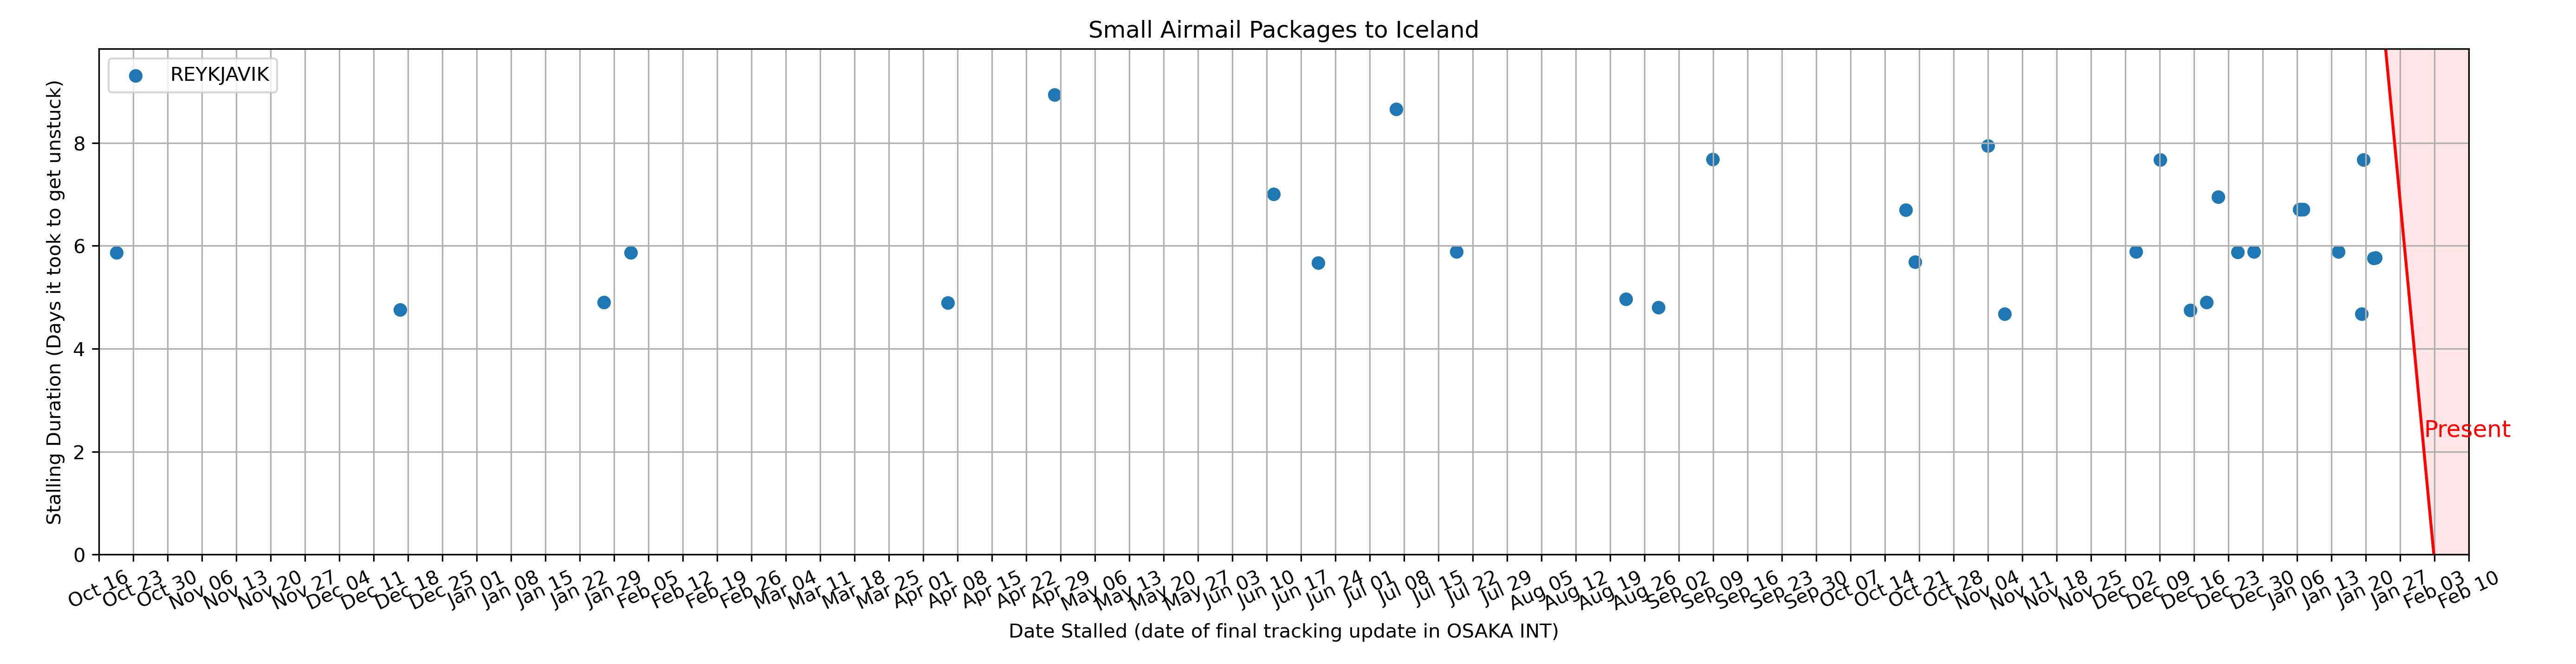 Small Airmail Packages to Iceland
REYKJAVIK
Stalling Duration (Days it took to get unstuck)
8
6
4
2
0
Present
Oct 16
Oct 23
Oct 30
Nov 06
Nov 13
Nov 20
Nov 27
Dec 04
Dec 11
Dec 18
Dec 25
Jan 01
Jan 08
Jan 15
Jan 22
Jan 29
Feb 05
Feb 12
Feb 19
Feb 26
Mar 04
Mar 11
Mar 18
Mar 25
Apr 01
Apr 08
Apr 15
Apr 22
Apr 29
May 06
May 13
May 20
May 27
Jun 03
Jun 10
Jun 17
Jun 24
Jul 01
Jul 08
Jul 15
Jul 22
Jul 29
Aug 05
Aug 12
Aug 19
Aug 26
Sep 02
Sep 09
Sep 16
Sep 23
Sep 30
Oct 07
Oct 14
Oct 21
Oct 28
Nov 04
Nov 11
Nov 18
Nov 25
Dec 02
Dec 09
Dec 16
Dec 23
Dec 30
Jan 06
Jan 13
Jan 20
Jan 27
Feb 03
Feb 10
Date Stalled (date of final tracking update in OSAKA INT)